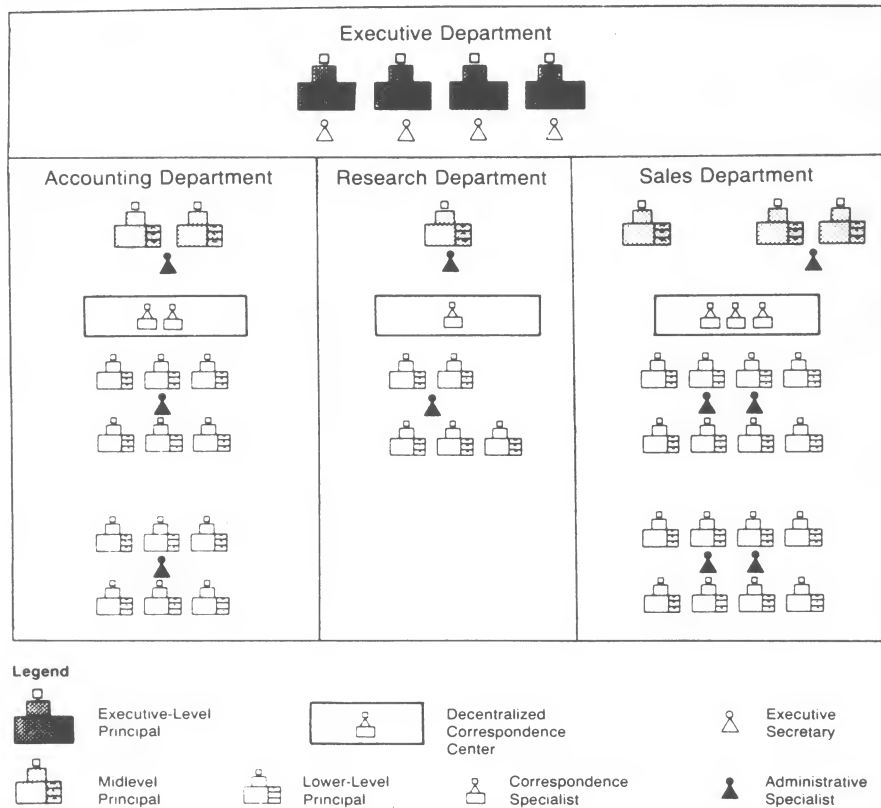 Executive Department
Accounting Department
Research Department
Sales Department
Legend
Executive-Level
Principal
Decentralized
Correspondence
Center
Executive
Secretary
Midlevel
Principal
Lower-Level
Principal
Correspondence
Specialist
Administrative
Specialist